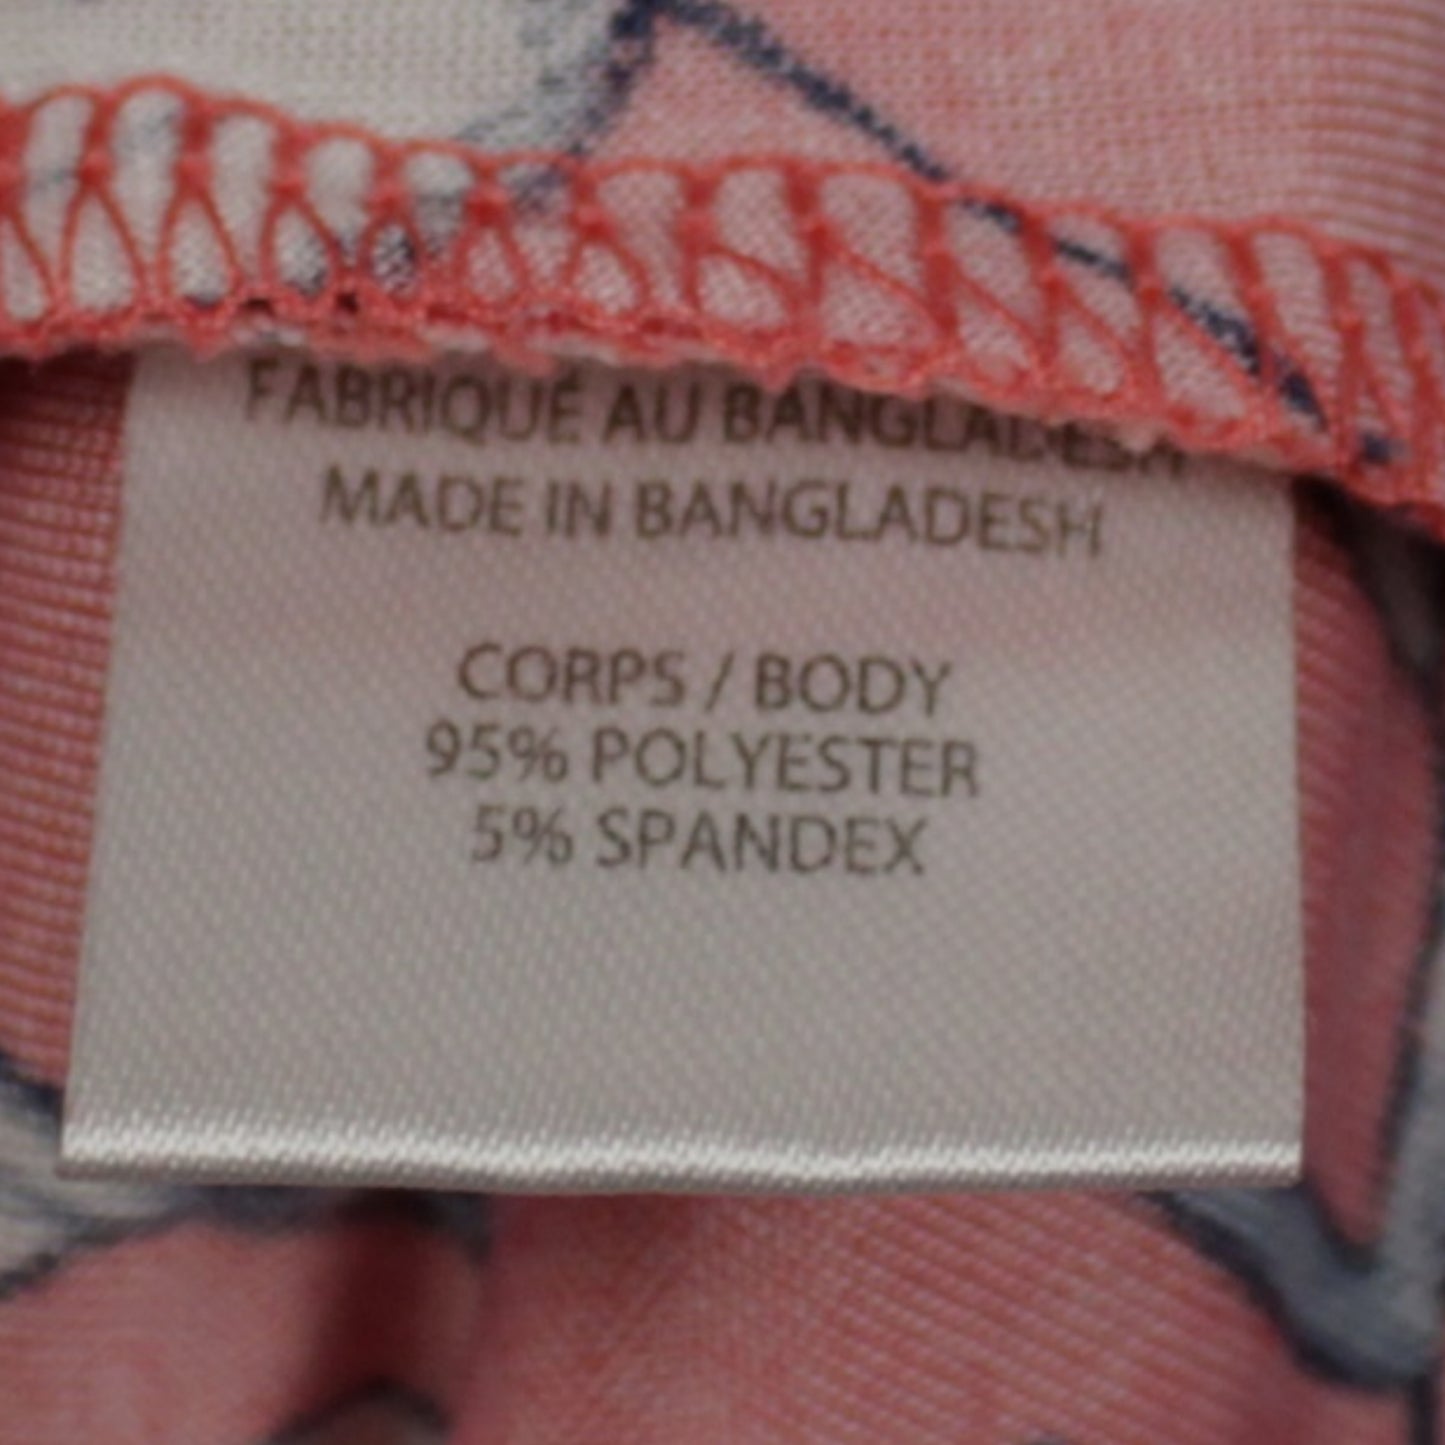 FABRIQUÉ AU BANGLADESH
MADE IN BANGLADESH
CORPS / BODY
95% POLYESTER
5% SPANDEX